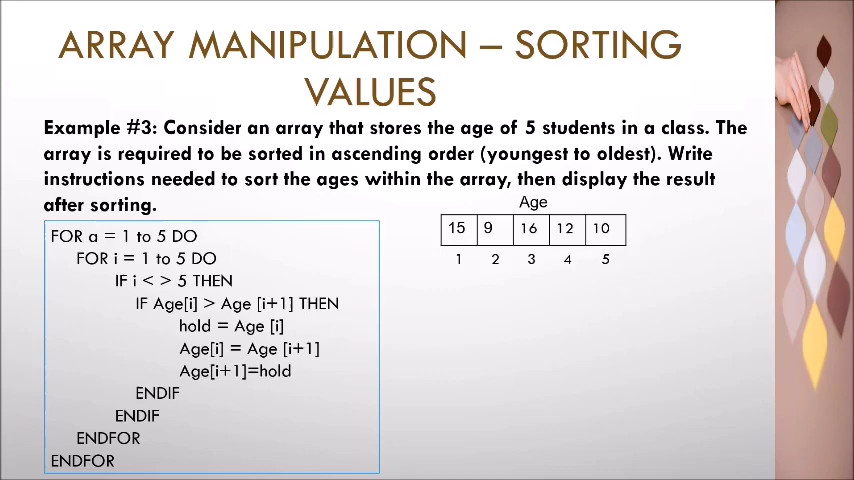 ARRAY MANIPULATION – SORTING
VALUES
Example #3: Consider an array that stores the age of 5 students in a class. The
array is required to be sorted in ascending order (youngest to oldest). Write
instructions needed to sort the ages within the array, then display the result
after sorting.
FOR a = 1 to 5 DO
FOR i = 1 to 5 DO
IF i < > 5 THEN
IF Age[i] > Age [i+1] THEN
hold = Age [i]
Age[i] = Age [i+1]
Age[i+1]=hold
ENDIF
ENDIF
ENDFOR
ENDFOR
Age
15 9 16 12 10
1 2 3 4 5